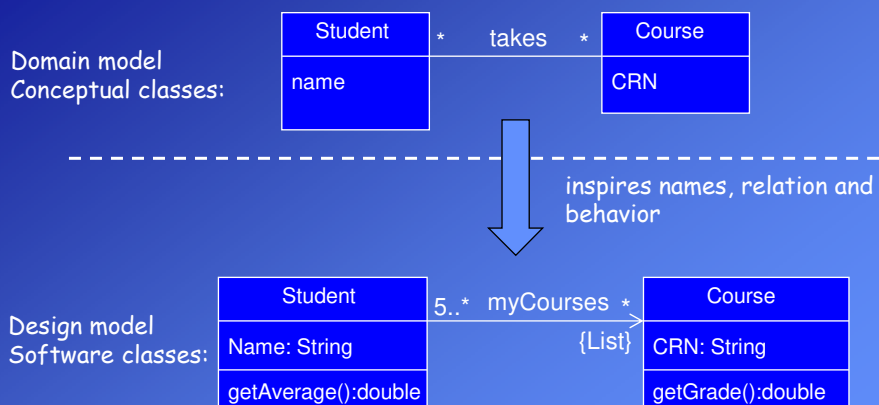 Student
* takes *
Course
Domain model
Conceptual classes:
name
CRN
inspires names, relation and
behavior
Student
5..* myCourses *
{List}
Course
Design model
Software classes:
Name: String
CRN: String
getAverage():double
getGrade():double